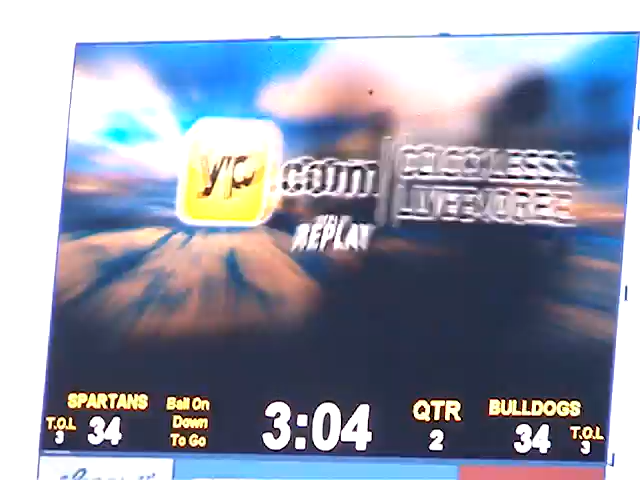 yp.com
REPLAY
SPARTANS
T.O.L
3
34
Ball On
Down
To Go
3:04
QTR
2
BULLDOGS
34
T.O.L
3